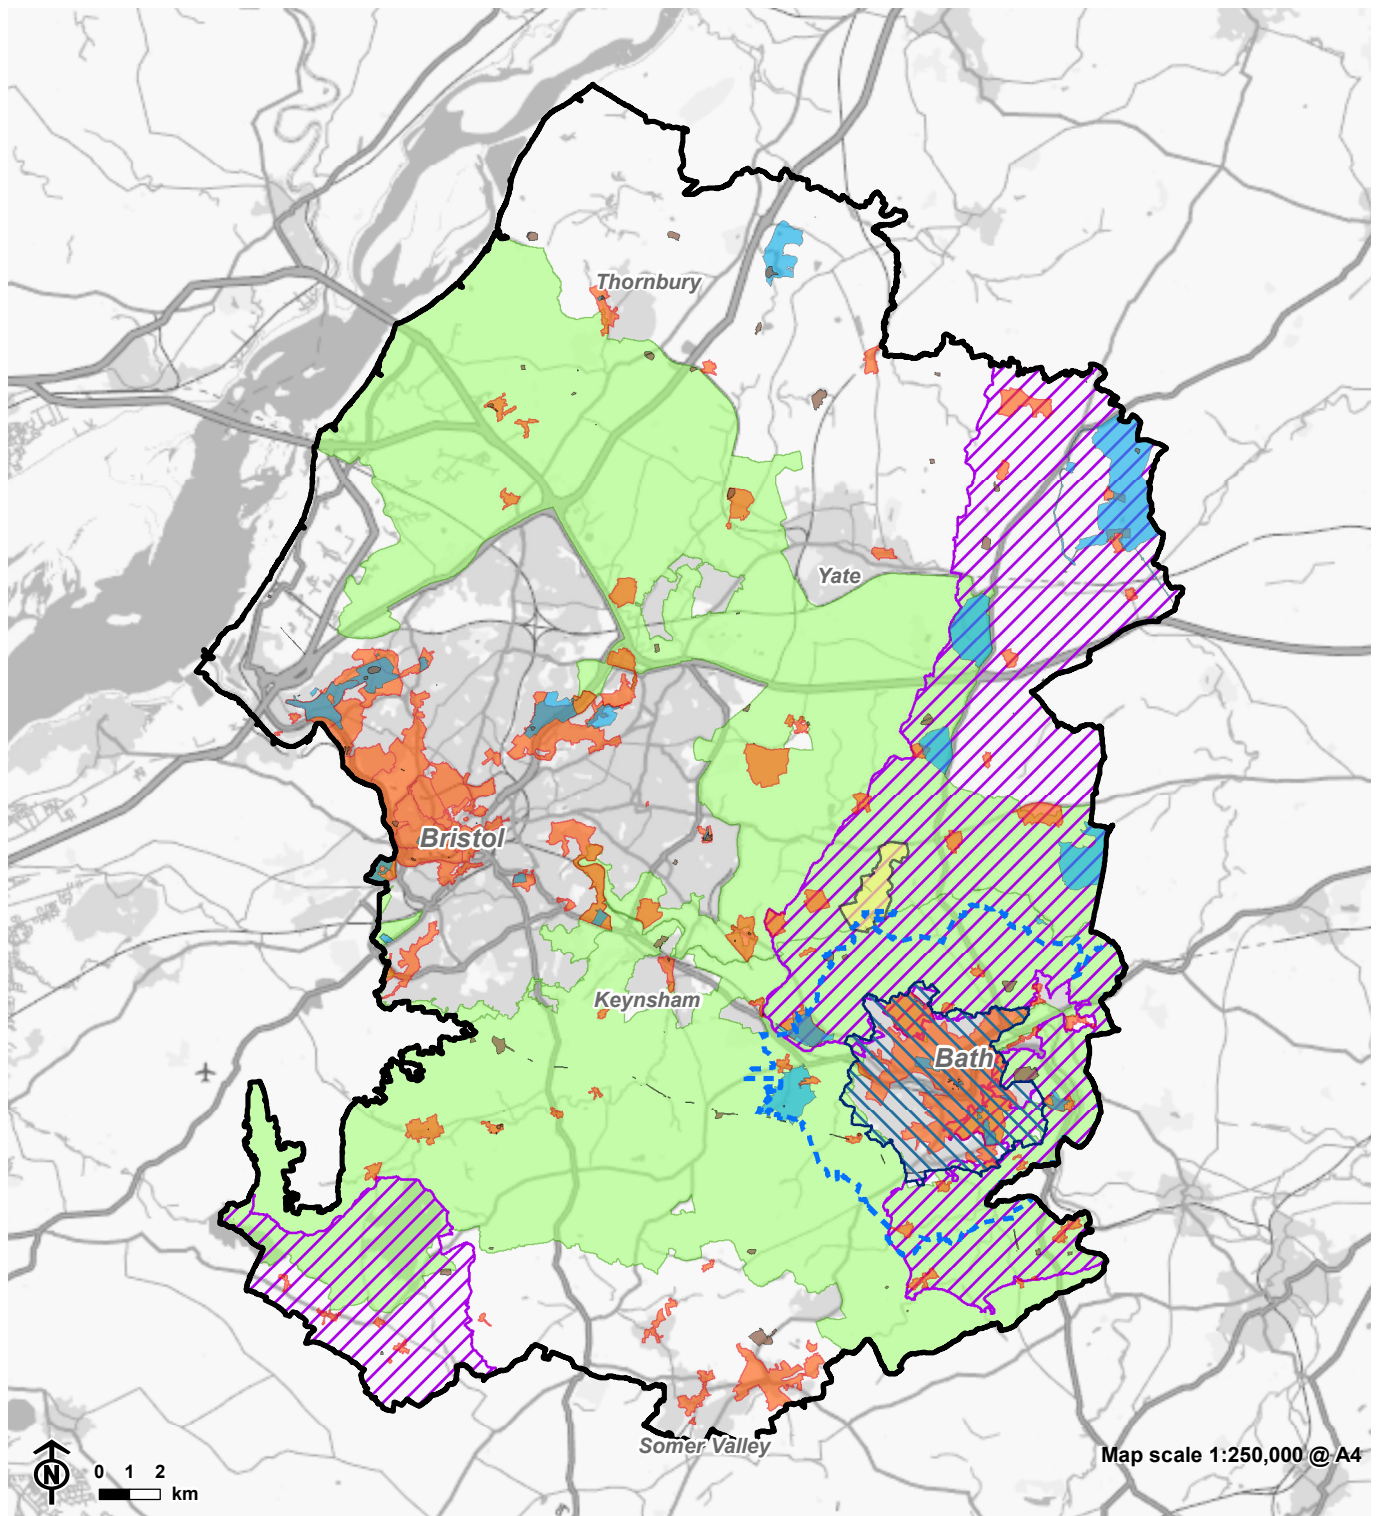 Thornbury
Yate
Bristol
Keynsham
Bath
Somer Valley
Map scale 1:250,000 @ A4
N
0 1 2
km